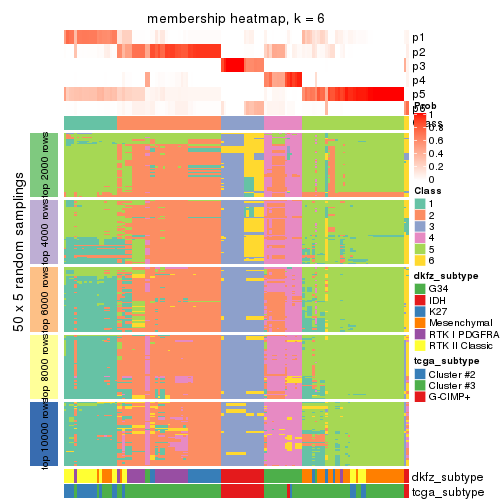 membership heatmap, k = 6
p1
p2
p3
p4
p5
p6
Class
50 x 5 random samplings
top 2000 rows
top 4000 rows
top 6000 rows
top 8000 rows
top 10000 rows
Prob
1
0.8
0.6
0.4
0.2
0
Class
1
2
3
4
5
6
dkfz_subtype
G34
IDH
K27
Mesenchymal
RTK I PDGFRA
RTK II Classic
tcga_subtype
Cluster #2
Cluster #3
G-CIMP+
dkfz_subtype
tcga_subtype